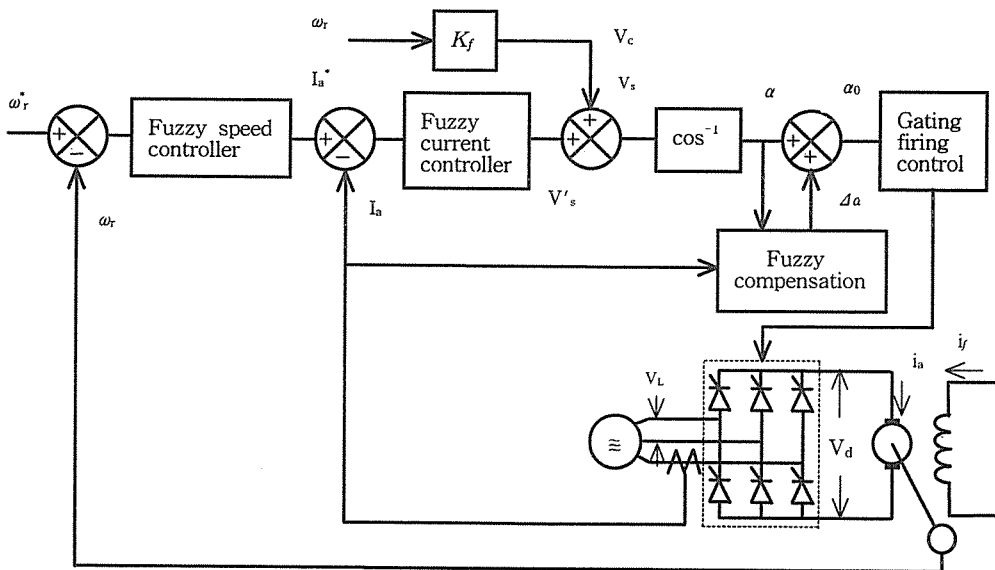 ωr
Kf
Vc
Ia*
Vs
ωr*
α
α0
+
−
Fuzzy speed
controller
+
−
Fuzzy
current
controller
+
+
cos⁻¹
+
+
Gating
firing
control
V's
ωr
Ia
Δα
Fuzzy
compensation
ia
if
VL
≋
Vd